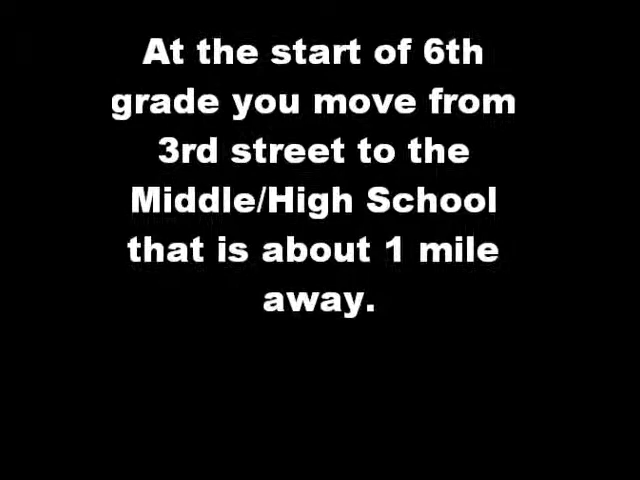 At the start of 6th
grade you move from
3rd street to the
Middle/High School
that is about 1 mile
away.